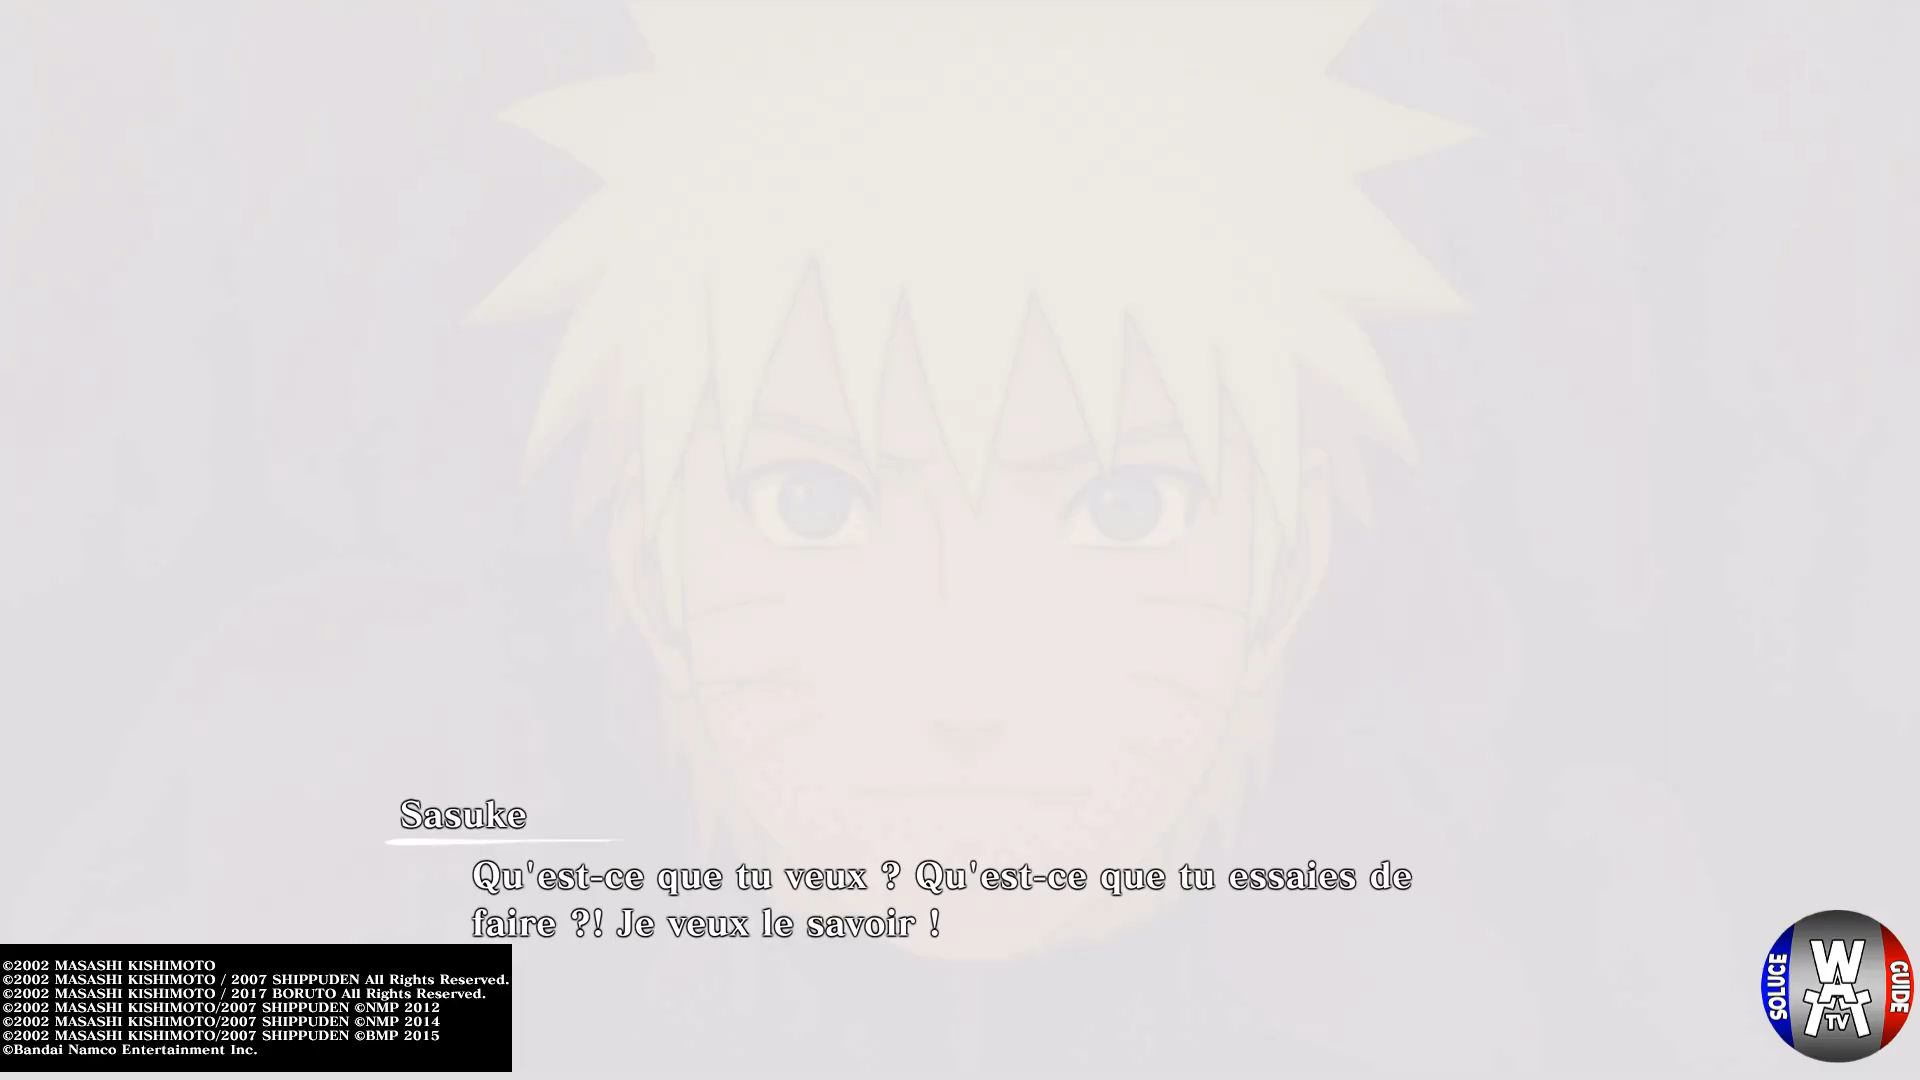 Sasuke
Qu'est-ce que tu veux ? Qu'est-ce que tu essaies de
faire ?! Je veux le savoir !
©2002 MASASHI KISHIMOTO
©2002 MASASHI KISHIMOTO / 2007 SHIPPUDEN All Rights Reserved.
©2002 MASASHI KISHIMOTO / 2017 BORUTO All Rights Reserved.
©2002 MASASHI KISHIMOTO/2007 SHIPPUDEN ©NMP 2012
©2002 MASASHI KISHIMOTO/2007 SHIPPUDEN ©NMP 2014
©2002 MASASHI KISHIMOTO/2007 SHIPPUDEN ©BMP 2015
©Bandai Namco Entertainment Inc.
SOLUCE
WAA
TV
GUIDE